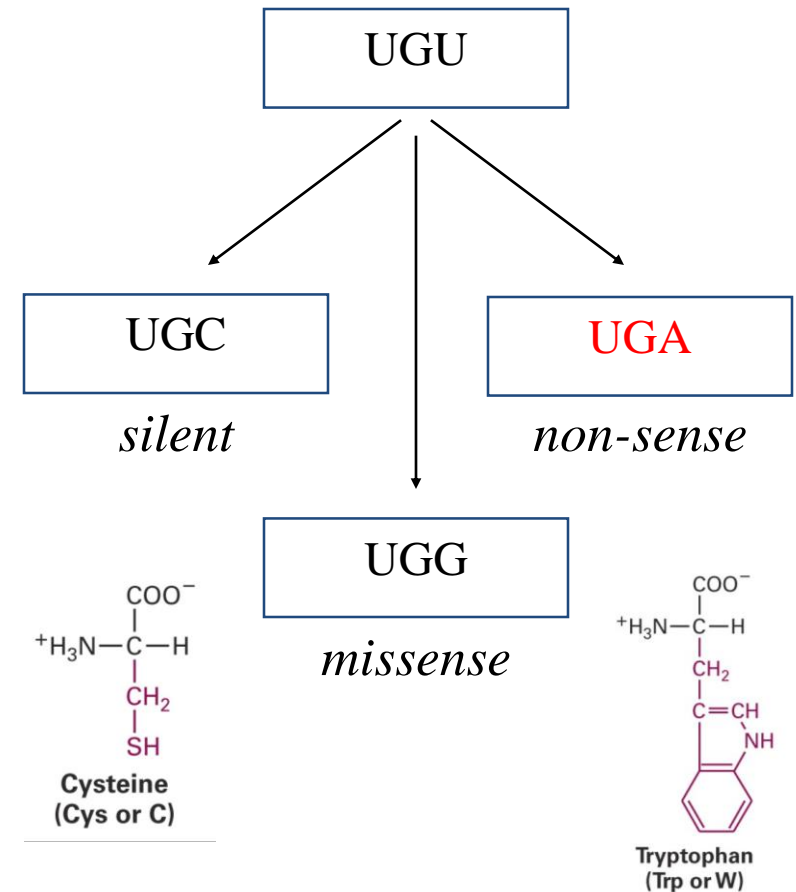 UGU
UGC
UGA
silent
non-sense
UGG
missense
COO⁻
⁺H₃N—C—H
CH₂
SH
Cysteine
(Cys or C)
COO⁻
⁺H₃N—C—H
CH₂
C=CH
NH
Tryptophan
(Trp or W)